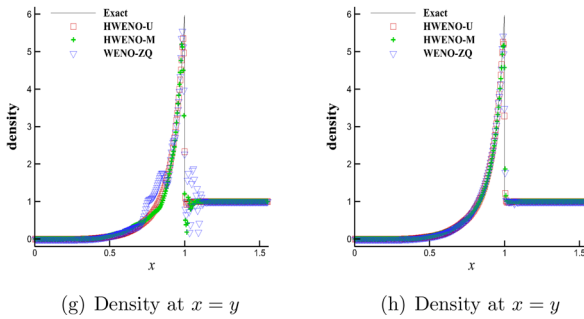 Exact
HWENO-U
HWENO-M
WENO-ZQ
6
5
4
3
2
1
0
density
0
0.5
1
1.5
x
(g) Density at x = y
Exact
HWENO-U
HWENO-M
WENO-ZQ
6
5
4
3
2
1
0
density
0
0.5
1
1.5
x
(h) Density at x = y